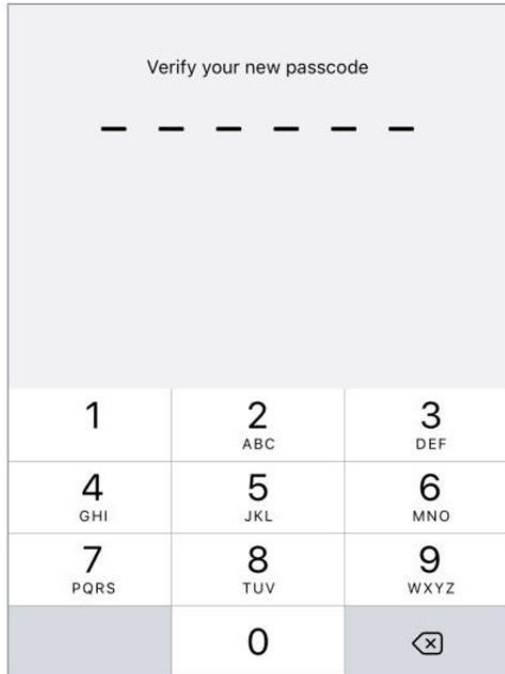 Verify your new passcode
1 2 3
ABC DEF
4 5 6
GHI JKL MNO
7 8 9
PQRS TUV WXYZ
0